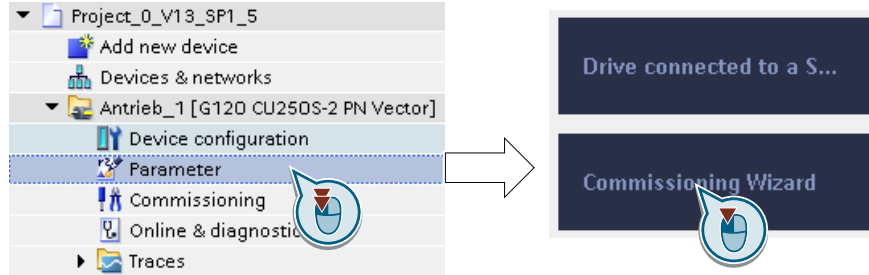 Project_0_V13_SP1_5
Add new device
Devices & networks
Antrieb_1 [G120 CU250S-2 PN Vector]
Device configuration
Parameter
Commissioning
Online & diagnostic
Traces
Drive connected to a S...
Commissioning Wizard